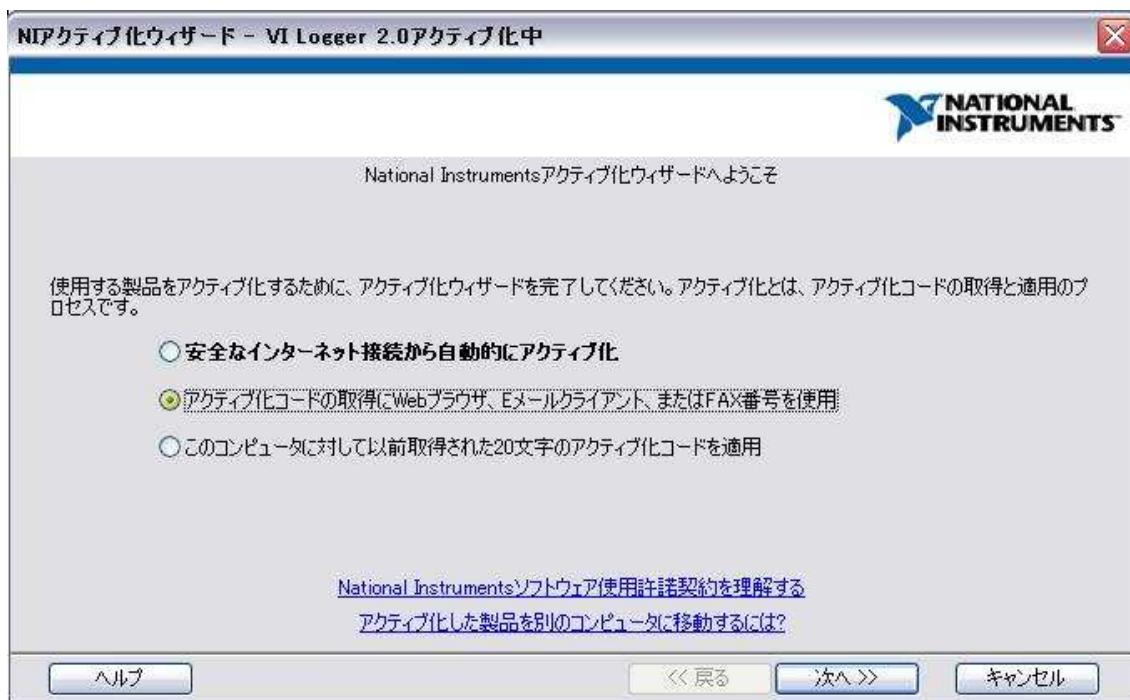 NIアクティブ化ウィザード - VI Logger 2.0アクティブ化中
NATIONAL
INSTRUMENTS
National Instrumentsアクティブ化ウィザードへようこそ
使用する製品をアクティブ化するために、アクティブ化ウィザードを完了してください。アクティブ化とは、アクティブ化コードの取得と適用のプ
ロセスです。
安全なインターネット接続から自動的にアクティブ化
アクティブ化コードの取得にWebブラウザ、Eメールクライアント、またはFAX番号を使用
このコンピュータに対して以前取得された20文字のアクティブ化コードを適用
National Instrumentsソフトウェア使用許諾契約を理解する
アクティブ化した製品を別のコンピュータに移動するには?
ヘルプ << 戻る 次へ >> キャンセル